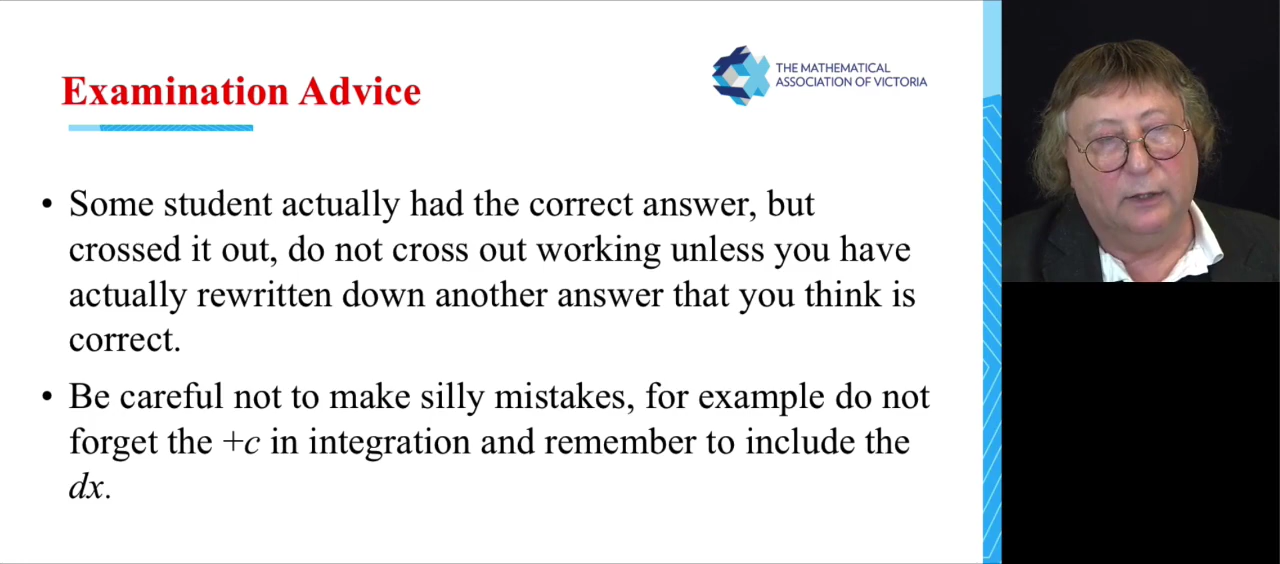 Examination Advice
THE MATHEMATICAL
ASSOCIATION OF VICTORIA
• Some student actually had the correct answer, but
crossed it out, do not cross out working unless you have
actually rewritten down another answer that you think is
correct.
• Be careful not to make silly mistakes, for example do not
forget the +c in integration and remember to include the
dx.